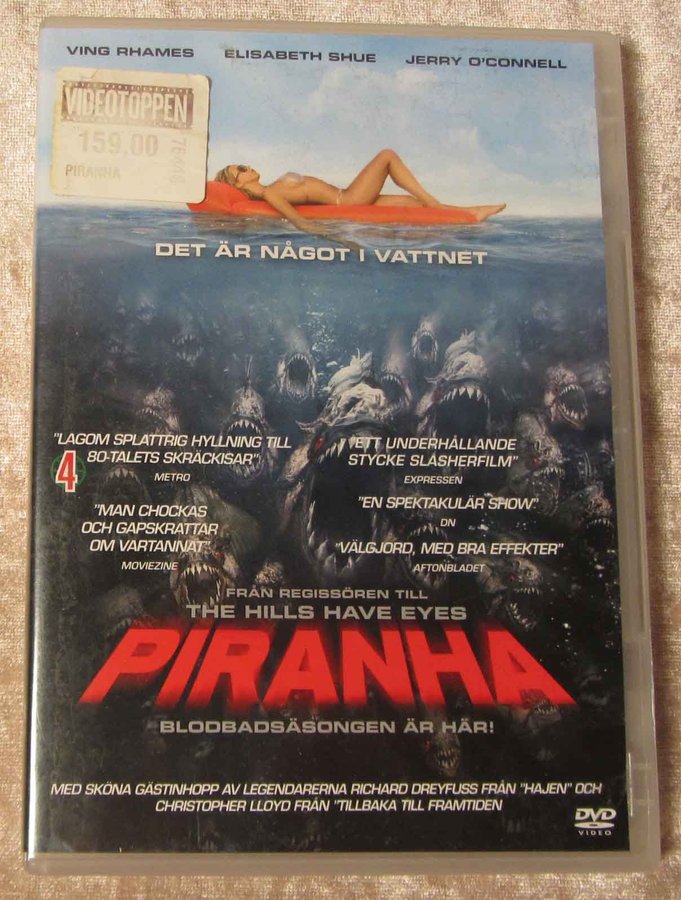 VING RHAMES ELISABETH SHUE JERRY O'CONNELL
VIDEOTOPPEN
159.00
PIRANHA
DET ÄR NÅGOT I VATTNET
"LAGOM SPLATTRIG HYLLNING TILL
80-TALETS SKRÄCKISAR"
4
METRO
"ETT UNDERHÅLLANDE
STYCKE SLASHERFILM"
EXPRESSEN
"MAN CHOCKAS
OCH GAPSKRATTAR
OM VARTANNAT"
MOVIEZINE
"EN SPEKTAKULÄR SHOW"
DN
"VÄLGJORD, MED BRA EFFEKTER"
AFTONBLADET
FRÅN REGISSÖREN TILL
THE HILLS HAVE EYES
PIRANHA
BLODBADSÄSONGEN ÄR HÄR!
MED SKÖNA GÄSTINHOPP AV LEGENDARERNA RICHARD DREYFUSS FRÅN "HAJEN" OCH
CHRISTOPHER LLOYD FRÅN "TILLBAKA TILL FRAMTIDEN
DVD
VIDEO